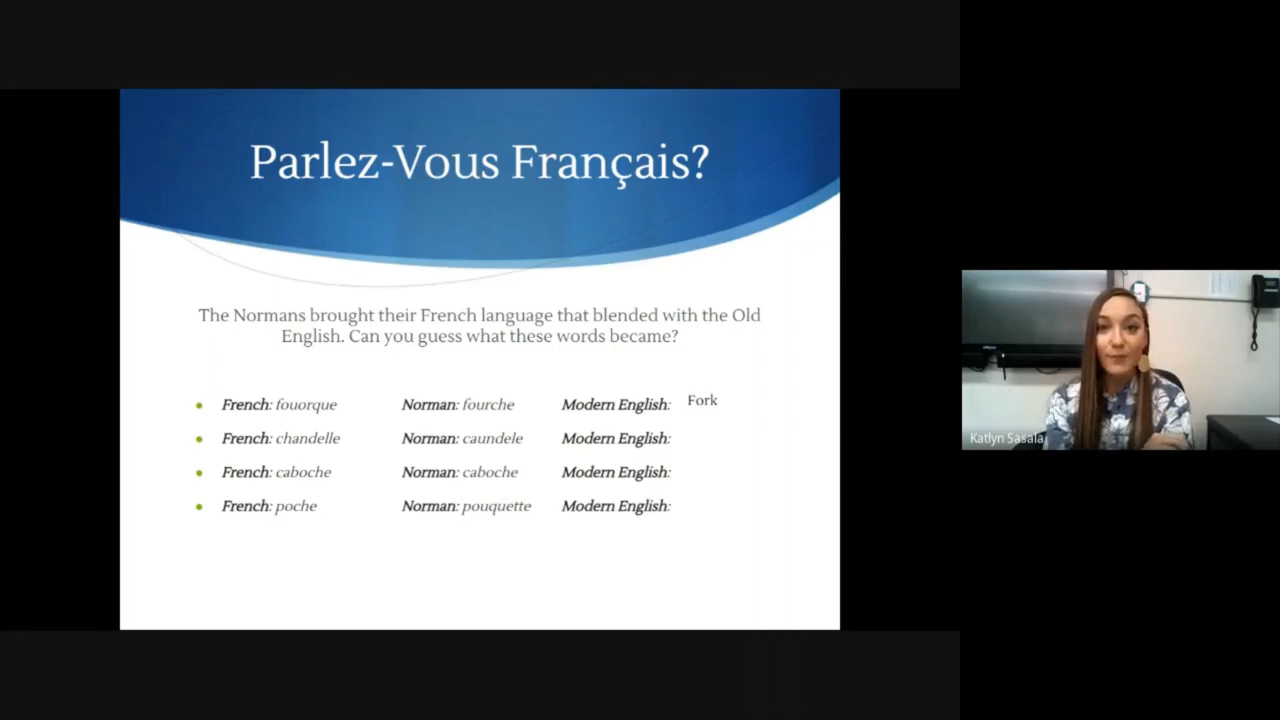 Parlez-Vous Français?
The Normans brought their French language that blended with the Old
English. Can you guess what these words became?
French: fouorque Norman: fourche Modern English: Fork
French: chandelle Norman: caundele Modern English:
French: caboche Norman: caboche Modern English:
French: poche Norman: pouquette Modern English:
Katlyn Sasala